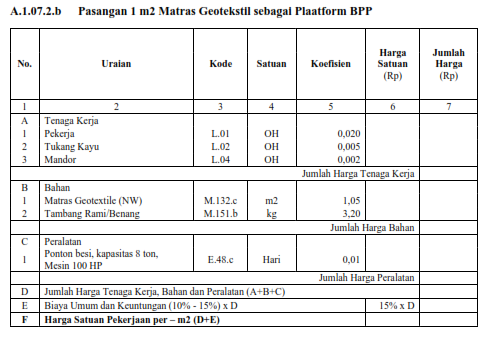 A.1.07.2.b Pasangan 1 m2 Matras Geotekstil sebagai Plaatform BPP
No. Uraian Kode Satuan Koefisien Harga Satuan (Rp) Jumlah Harga (Rp)
1 2 3 4 5 6 7
A Tenaga Kerja
1 Pekerja L.01 OH 0,020
2 Tukang Kayu L.02 OH 0,005
3 Mandor L.04 OH 0,002
Jumlah Harga Tenaga Kerja
B Bahan
1 Matras Geotextile (NW) M.132.c m2 1,05
2 Tambang Rami/Benang M.151.b kg 3,20
Jumlah Harga Bahan
C Peralatan
1 Ponton besi, kapasitas 8 ton, Mesin 100 HP E.48.c Hari 0,01
Jumlah Harga Peralatan
D Jumlah Harga Tenaga Kerja, Bahan dan Peralatan (A+B+C)
E Biaya Umum dan Keuntungan (10% - 15%) x D 15% x D
F Harga Satuan Pekerjaan per – m2 (D+E)